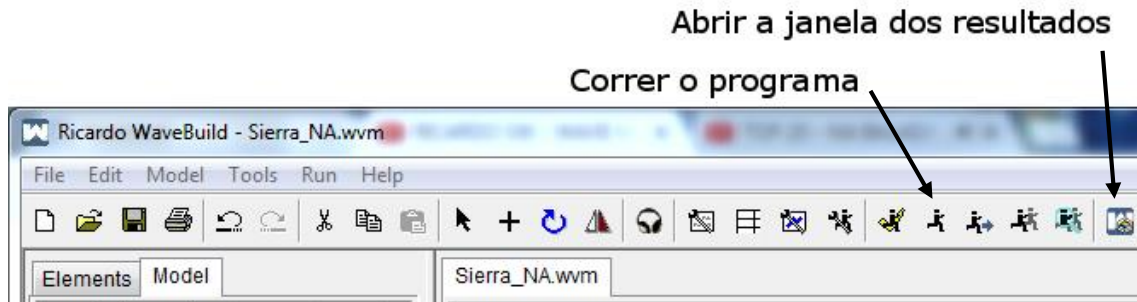 Abrir a janela dos resultados
Correr o programa
Ricardo WaveBuild - Sierra_NA.wvm
File Edit Model Tools Run Help
Elements Model Sierra_NA.wvm